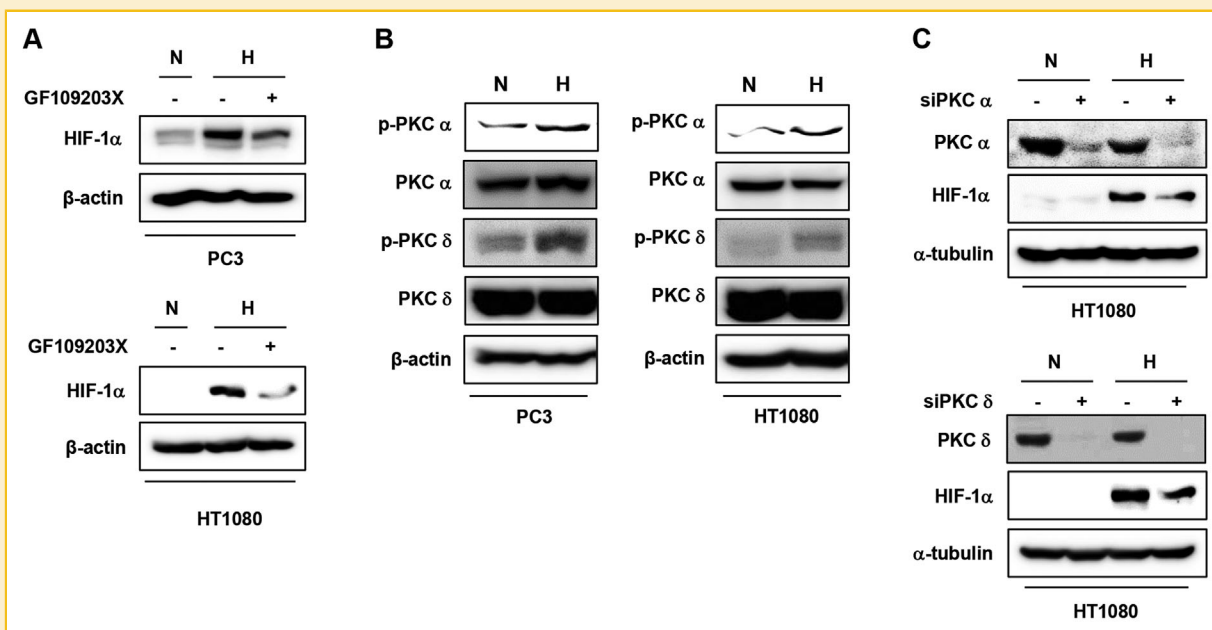 A
N H
GF109203X - - +
HIF-1α
β-actin
PC3
N H
GF109203X - - +
HIF-1α
β-actin
HT1080
B
N H
p-PKC α
PKC α
p-PKC δ
PKC δ
β-actin
PC3
N H
p-PKC α
PKC α
p-PKC δ
PKC δ
β-actin
HT1080
C
N H
siPKC α - + - +
PKC α
HIF-1α
α-tubulin
HT1080
N H
siPKC δ - + - +
PKC δ
HIF-1α
α-tubulin
HT1080